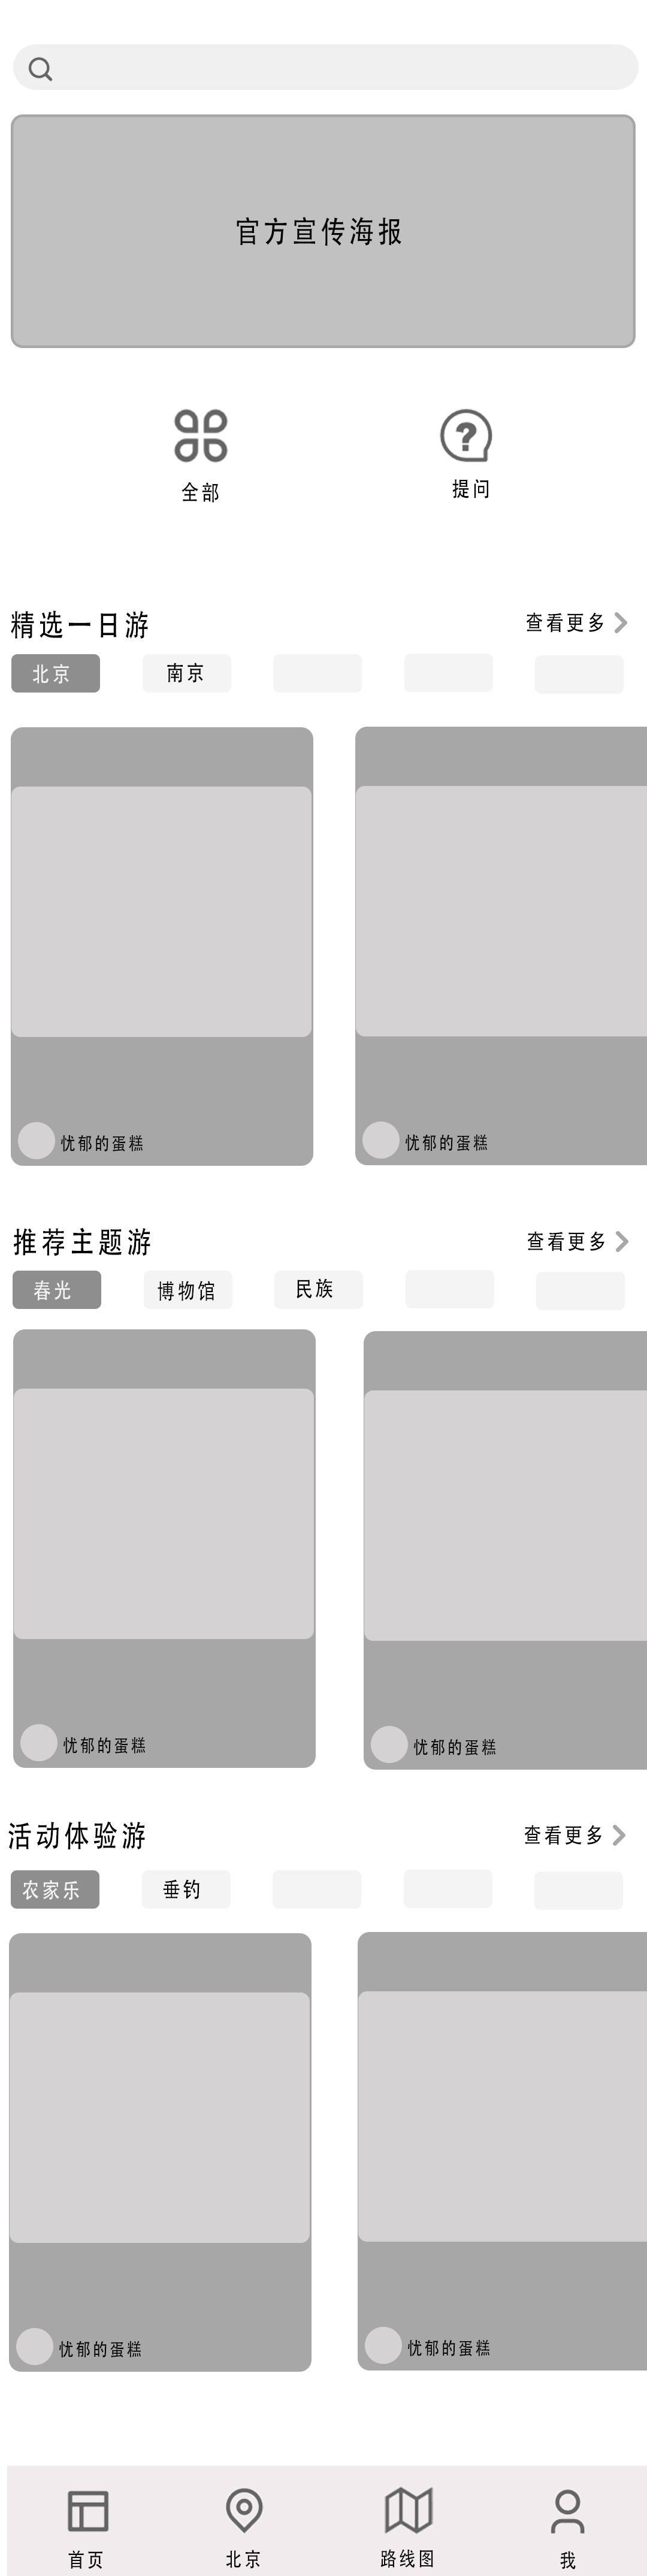 官方宣传海报
全部 提问
精选一日游 查看更多
北京 南京
忧郁的蛋糕 忧郁的蛋糕
推荐主题游 查看更多
春光 博物馆 民族
忧郁的蛋糕 忧郁的蛋糕
活动体验游 查看更多
农家乐 垂钓
忧郁的蛋糕 忧郁的蛋糕
首页 北京 路线图 我